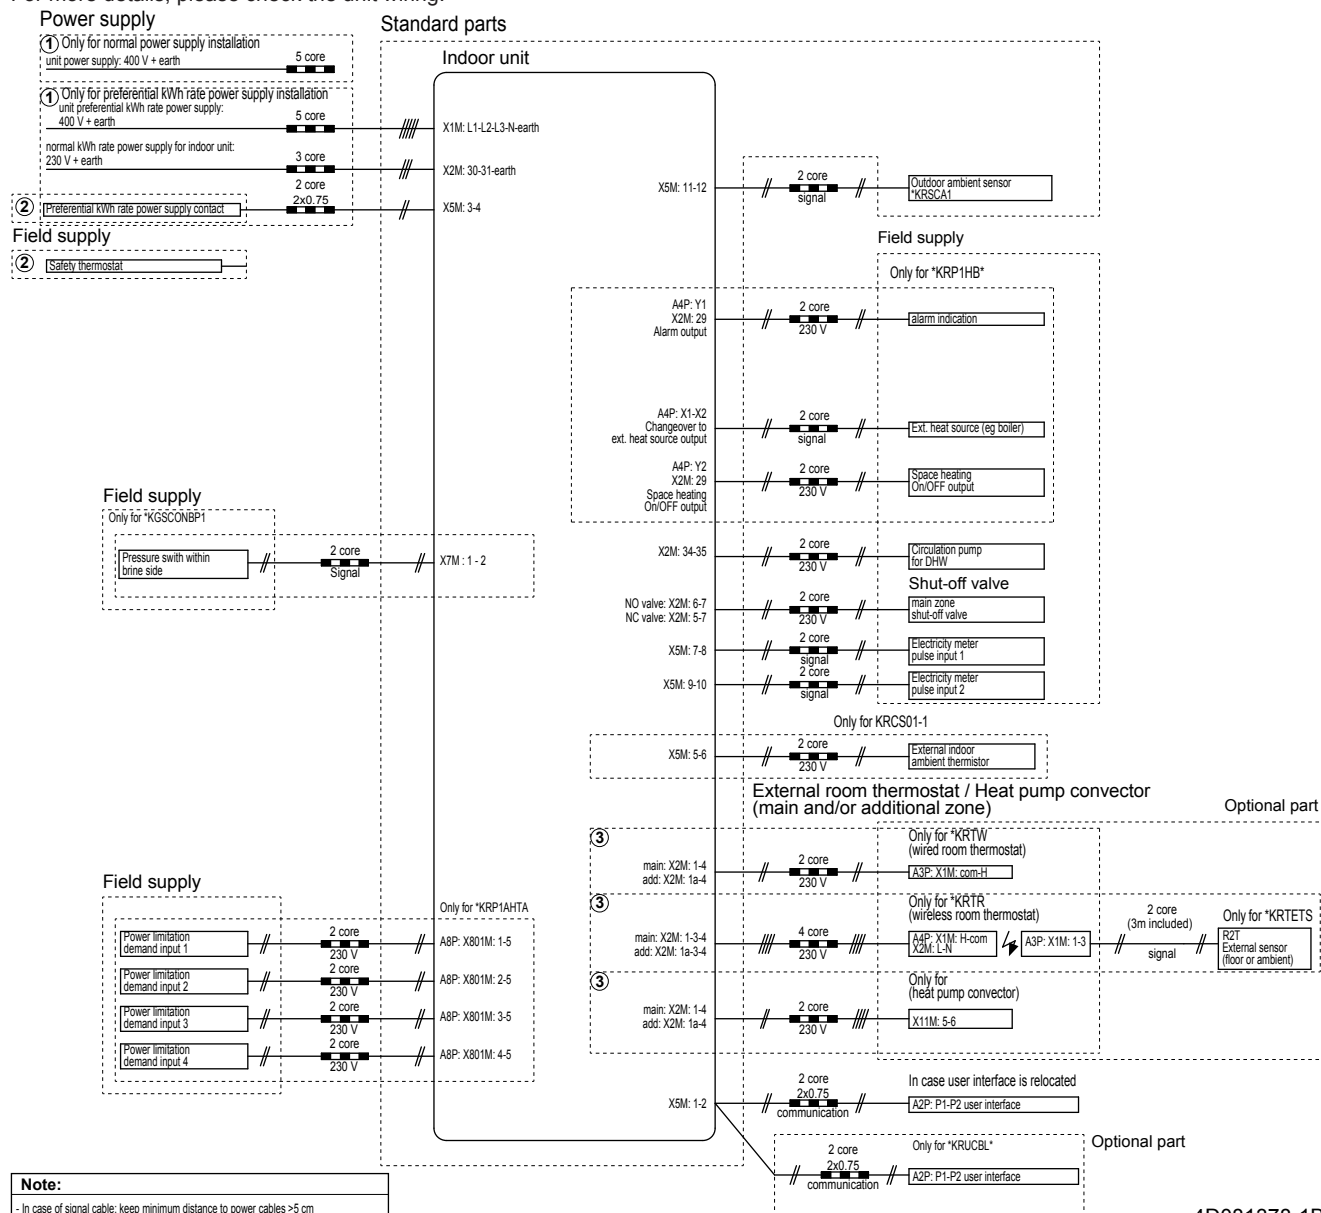 For more details, please check the unit wiring.
Power supply
Standard parts
① Only for normal power supply installation
unit power supply: 400 V + earth
5 core
Indoor unit
① Only for preferential kWh rate power supply installation
unit preferential kWh rate power supply:
400 V + earth
5 core
X1M: L1-L2-L3-N-earth
normal kWh rate power supply for indoor unit:
230 V + earth
3 core
X2M: 30-31-earth
2 core
2x0.75
② Preferential kWh rate power supply contact
X5M: 3-4
Field supply
② Safety thermostat
X5M: 11-12
2 core
signal
Outdoor ambient sensor
*KRSCA1
Field supply
Only for *KRP1HB*
A4P: Y1
X2M: 29
Alarm output
2 core
230 V
alarm indication
A4P: X1-X2
Changeover to
ext. heat source output
2 core
signal
Ext. heat source (eg boiler)
A4P: Y2
X2M: 29
Space heating
On/OFF output
2 core
230 V
Space heating
On/OFF output
Field supply
Only for *KGSCONBP1
Pressure swith within
brine side
2 core
Signal
X7M : 1 - 2
X2M: 34-35
2 core
230 V
Circulation pump
for DHW
Shut-off valve
NO valve: X2M: 6-7
NC valve: X2M: 5-7
2 core
230 V
main zone
shut-off valve
X5M: 7-8
2 core
signal
Electricity meter
pulse input 1
X5M: 9-10
2 core
signal
Electricity meter
pulse input 2
Only for KRCS01-1
X5M: 5-6
2 core
230 V
External indoor
ambient thermistor
External room thermostat / Heat pump convector
(main and/or additional zone)
Optional part
③
Only for *KRTW
(wired room thermostat)
main: X2M: 1-4
add: X2M: 1a-4
2 core
230 V
A3P: X1M: com-H
③
Only for *KRTR
(wireless room thermostat)
main: X2M: 1-3-4
add: X2M: 1a-3-4
4 core
230 V
A4P: X1M: H-com
X2M: L-N
A3P: X1M: 1-3
2 core
(3m included)
signal
Only for *KRTETS
R2T
External sensor
(floor or ambient)
③
Only for
(heat pump convector)
main: X2M: 1-4
add: X2M: 1a-4
2 core
230 V
X11M: 5-6
Field supply
Only for *KRP1AHTA
Power limitation
demand input 1
2 core
230 V
A8P: X801M: 1-5
Power limitation
demand input 2
2 core
230 V
A8P: X801M: 2-5
Power limitation
demand input 3
2 core
230 V
A8P: X801M: 3-5
Power limitation
demand input 4
2 core
230 V
A8P: X801M: 4-5
X5M: 1-2
2 core
2x0.75
communication
In case user interface is relocated
A2P: P1-P2 user interface
Optional part
Only for *KRUCBL*
2 core
2x0.75
communication
A2P: P1-P2 user interface
Note:
- In case of signal cable: keep minimum distance to power cables >5 cm